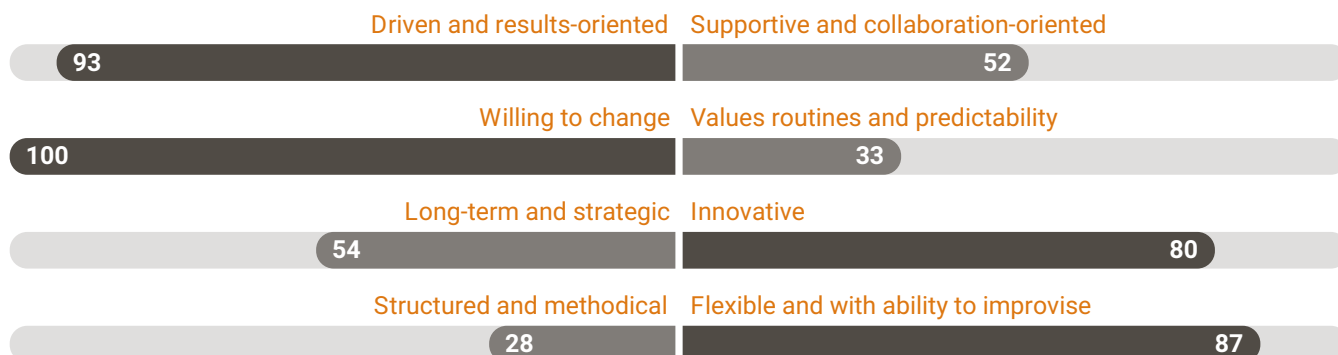 Driven and results-oriented Supportive and collaboration-oriented
93 52
Willing to change Values routines and predictability
100 33
Long-term and strategic Innovative
54 80
Structured and methodical Flexible and with ability to improvise
28 87